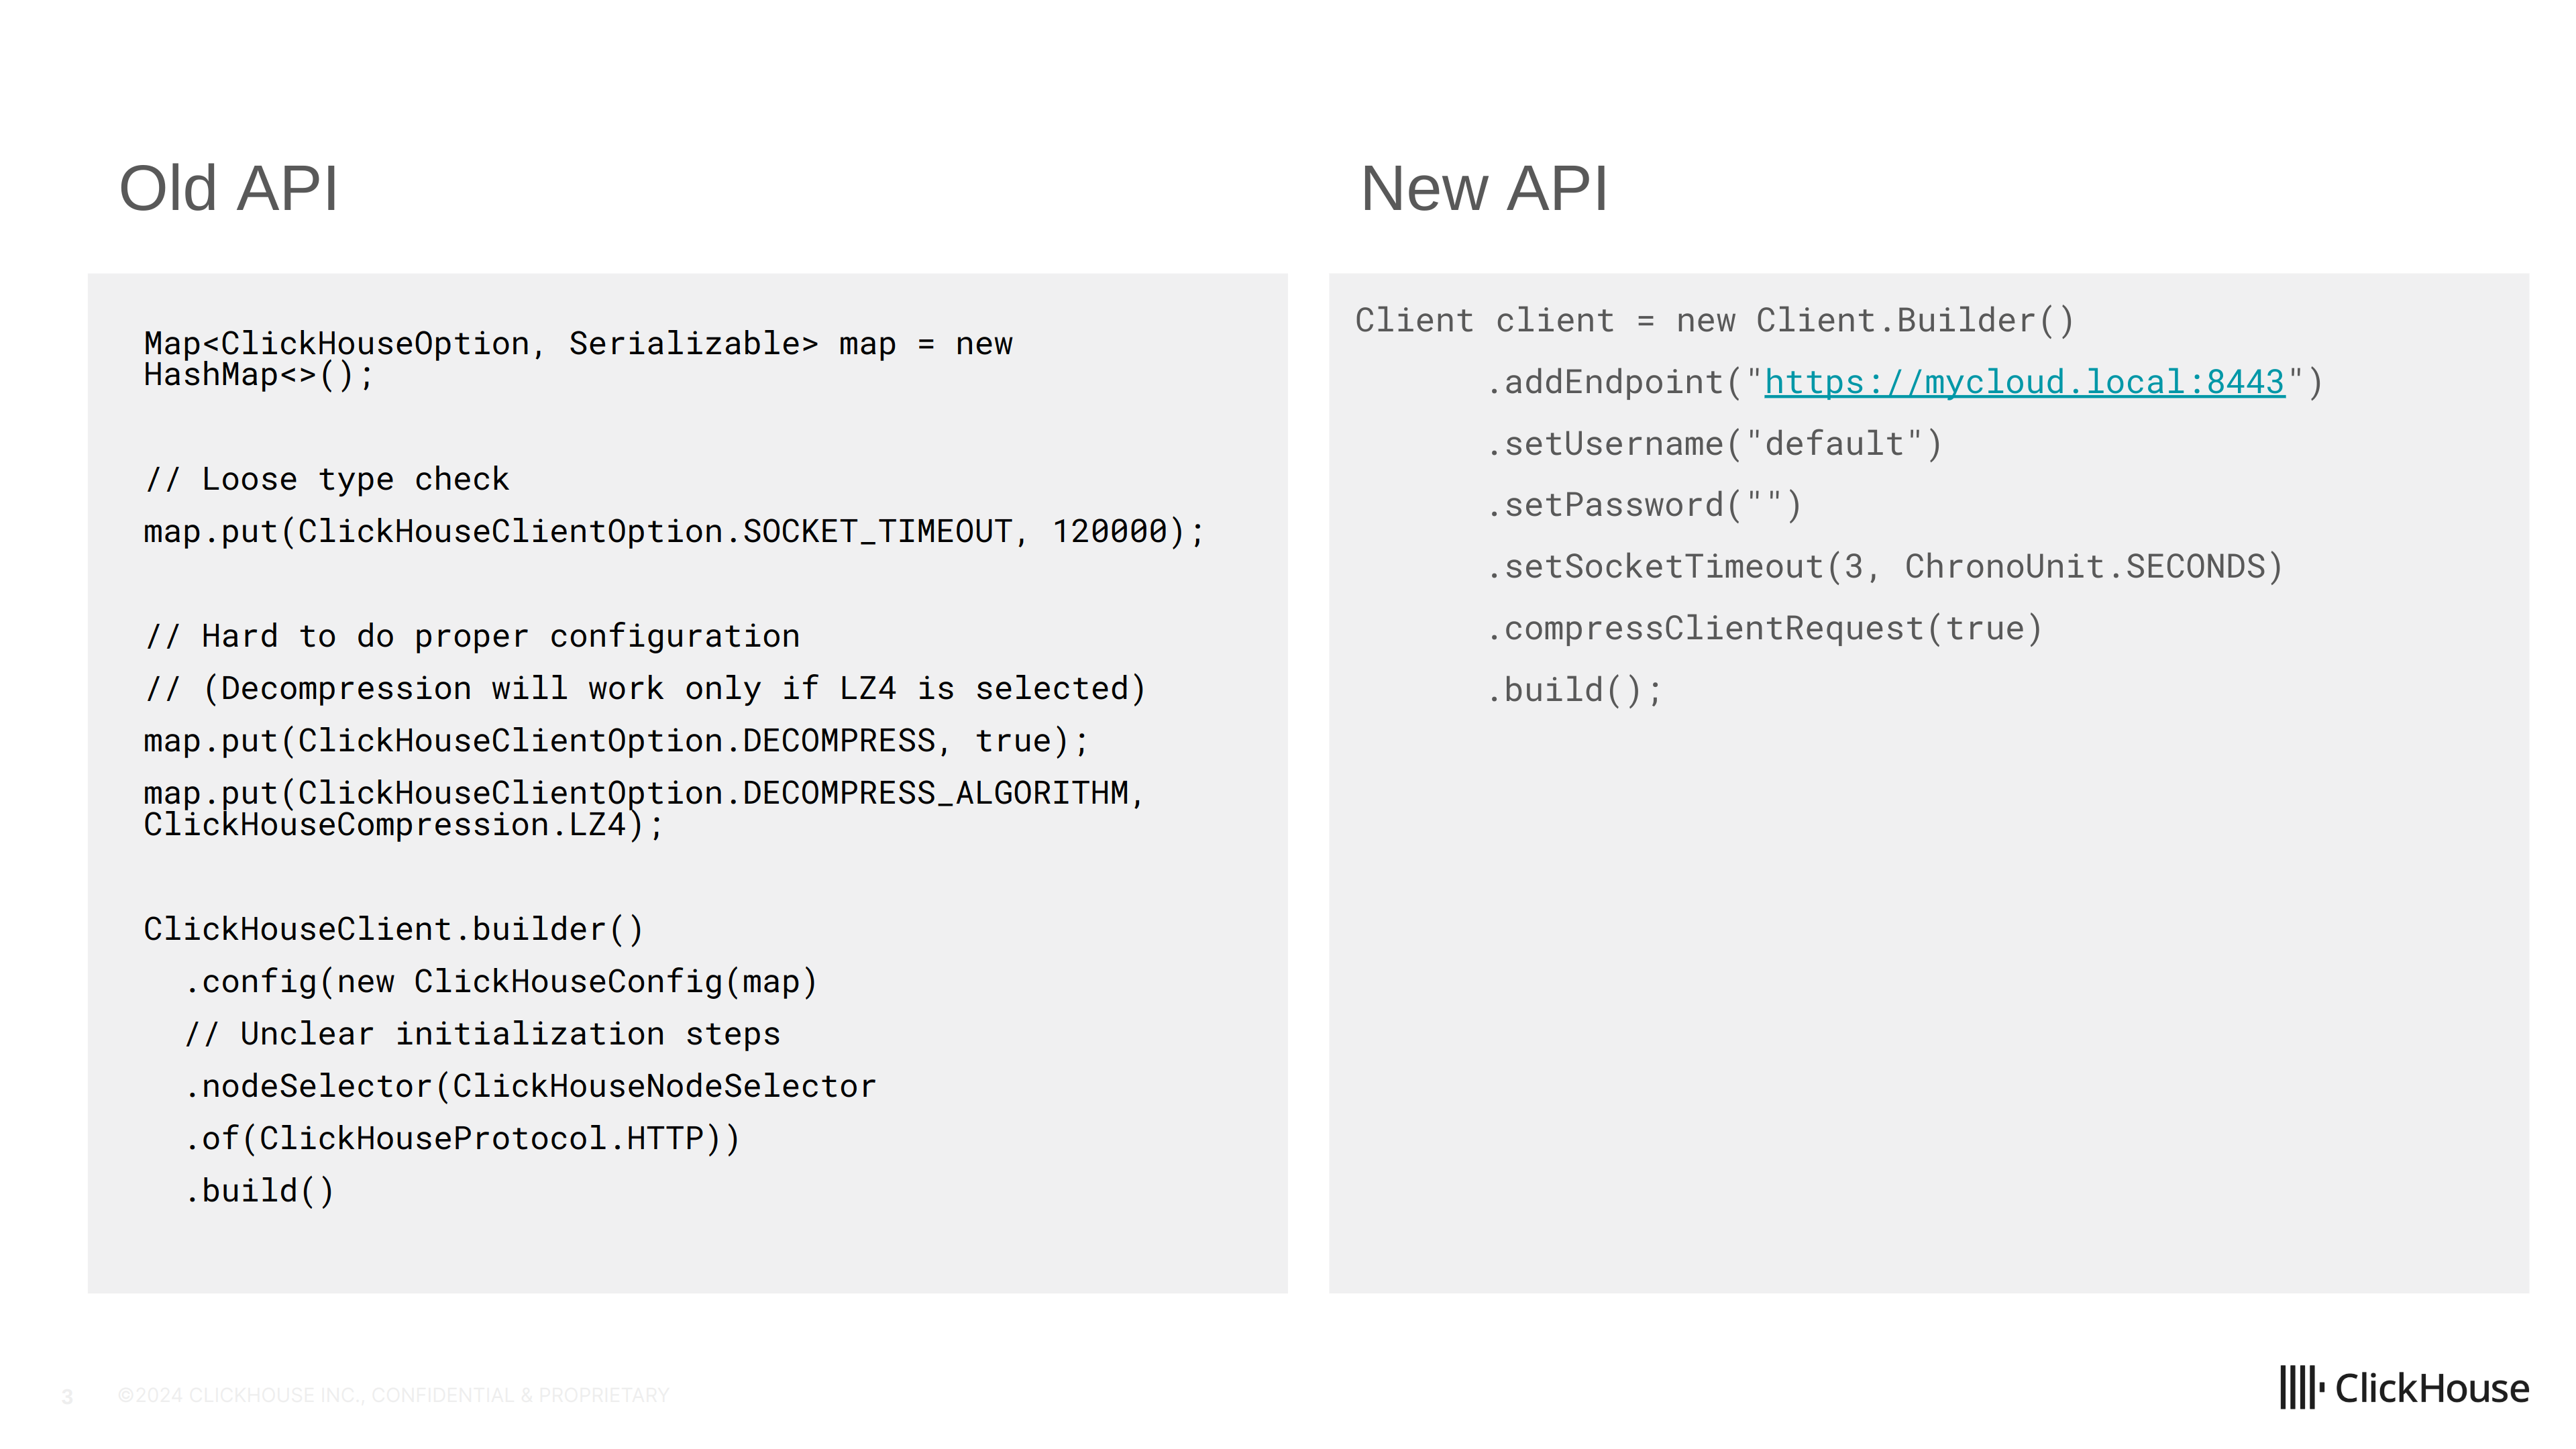 Old API
Map<ClickHouseOption, Serializable> map = new
HashMap<>();
// Loose type check
map.put(ClickHouseClientOption.SOCKET_TIMEOUT, 120000);
// Hard to do proper configuration
// (Decompression will work only if LZ4 is selected)
map.put(ClickHouseClientOption.DECOMPRESS, true);
map.put(ClickHouseClientOption.DECOMPRESS_ALGORITHM,
ClickHouseCompression.LZ4);
ClickHouseClient.builder()
.config(new ClickHouseConfig(map)
// Unclear initialization steps
.nodeSelector(ClickHouseNodeSelector
.of(ClickHouseProtocol.HTTP))
.build()
New API
Client client = new Client.Builder()
.addEndpoint("https://mycloud.local:8443")
.setUsername("default")
.setPassword("")
.setSocketTimeout(3, ChronoUnit.SECONDS)
.compressClientRequest(true)
.build();
3 ©2024 CLICKHOUSE INC., CONFIDENTIAL & PROPRIETARY
ClickHouse